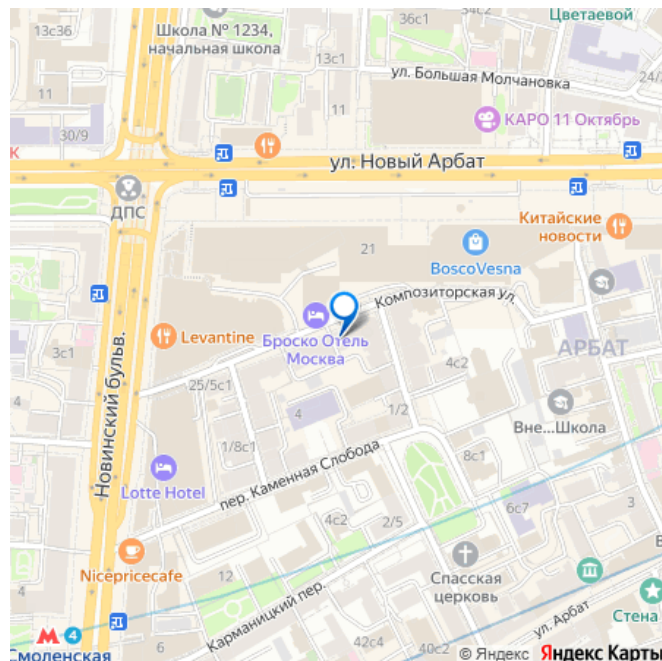 36с1
Цветаевой
13с36
Школа № 1234,
начальная школа
13с1
24/
ул. Большая Молчановка
11
11
КАРО 11 Октябрь
30/9
К
ул. Новый Арбат
ДПС
Китайские
новости
21
BoscoVesna
Композиторская ул.
Levantine
Броско Отель
Москва
АРБАТ
3с1
4с2
25/5с1
Новинский бульв.
4
4
1/2
Вне...Школа
1/8с1
пер. Каменная Слобода
8с1
Lotte Hotel
3
6с7
4с2
2/5
Nicepricecafe
12
Спасская
церковь
В
Карманицкий пер.
ул. Арбат
Стена
6
М 4
Смоленская
42с4
40с2
© Яндекс Яндекс Карты